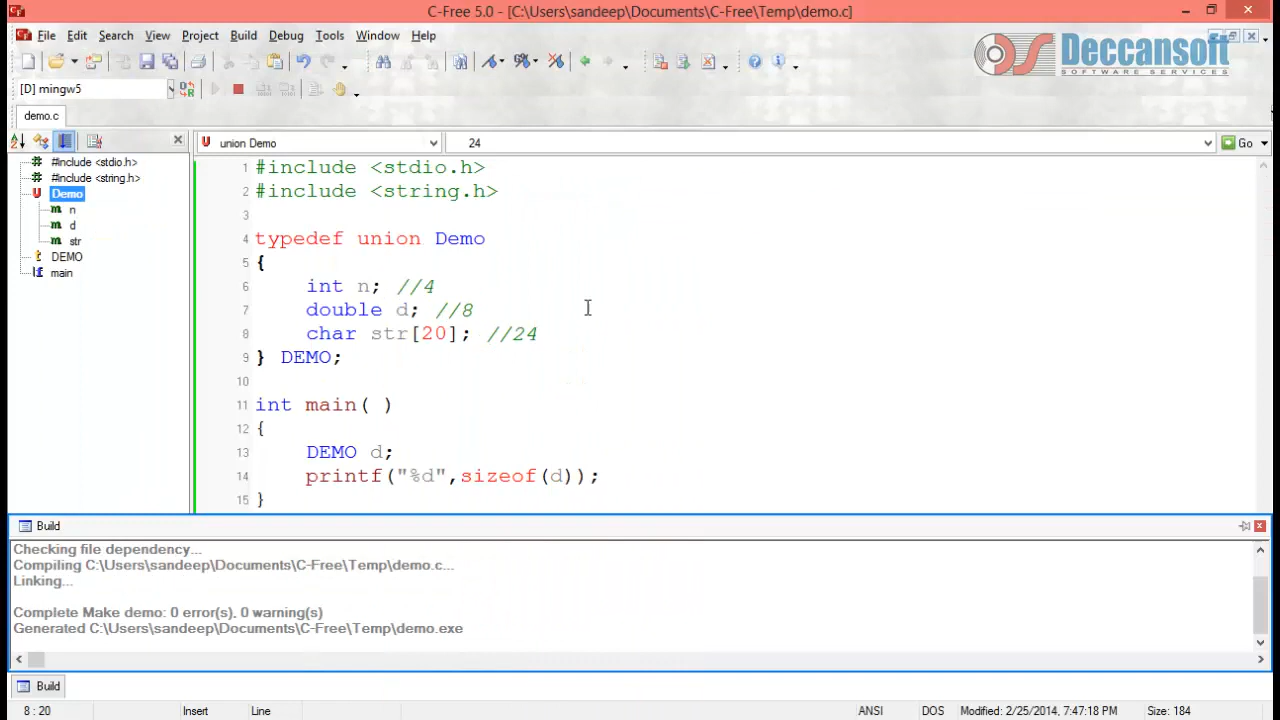 C-Free 5.0 - [C:\Users\sandeep\Documents\C-Free\Temp\demo.c]
File Edit Search View Project Build Debug Tools Window Help
Deccansoft
SOFTWARE SERVICES
[D] mingw5
demo.c
union Demo
24
Go
#include <stdio.h>
#include <string.h>
Demo
n
d
str
DEMO
main
1 #include <stdio.h>
2 #include <string.h>
3
4 typedef union Demo
5 {
6 int n; //4
7 double d; //8
8 char str[20]; //24
9 } DEMO;
10
11 int main( )
12 {
13 DEMO d;
14 printf("%d",sizeof(d));
15 }
Build
Checking file dependency...
Compiling C:\Users\sandeep\Documents\C-Free\Temp\demo.c...
Linking...
Complete Make demo: 0 error(s), 0 warning(s)
Generated C:\Users\sandeep\Documents\C-Free\Temp\demo.exe
Build
8 : 20 Insert Line ANSI DOS Modified: 2/25/2014, 7:47:18 PM Size: 184